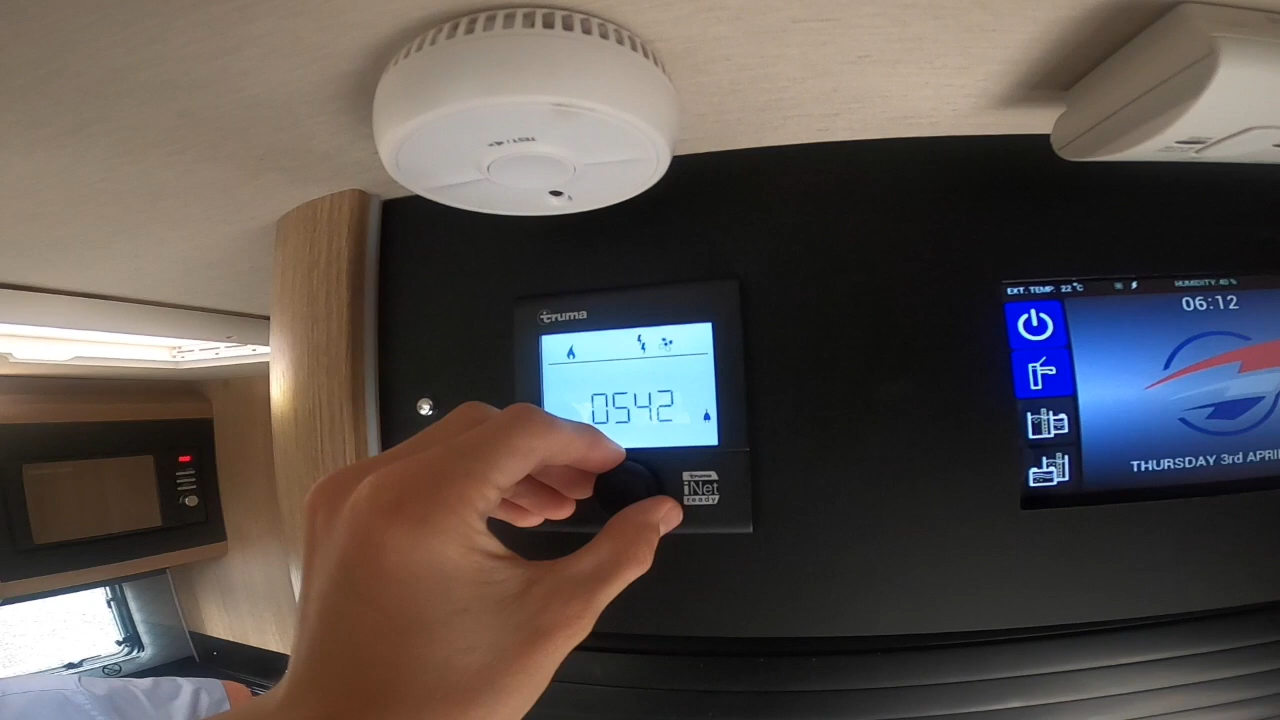 TEST/
truma
0542
truma
iNet
ready
EXT. TEMP: 22°C
HUMIDITY: 40 %
06:12
THURSDAY 3rd APRI